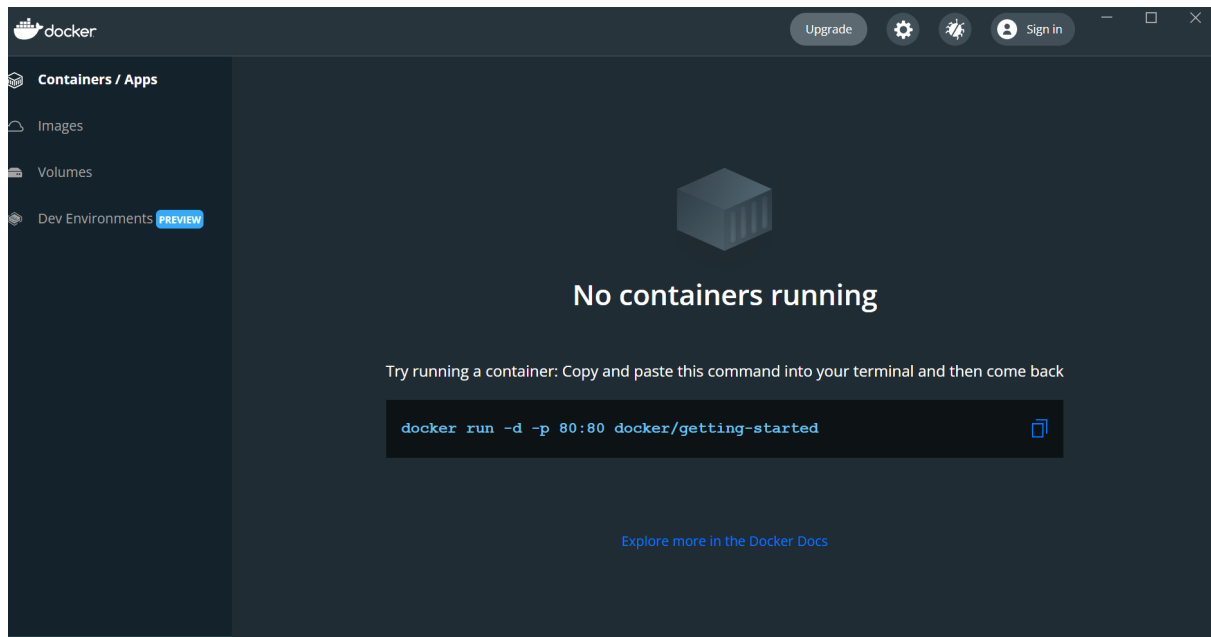 docker
Upgrade
Sign in
Containers / Apps
Images
Volumes
Dev Environments PREVIEW
No containers running
Try running a container: Copy and paste this command into your terminal and then come back
docker run -d -p 80:80 docker/getting-started
Explore more in the Docker Docs